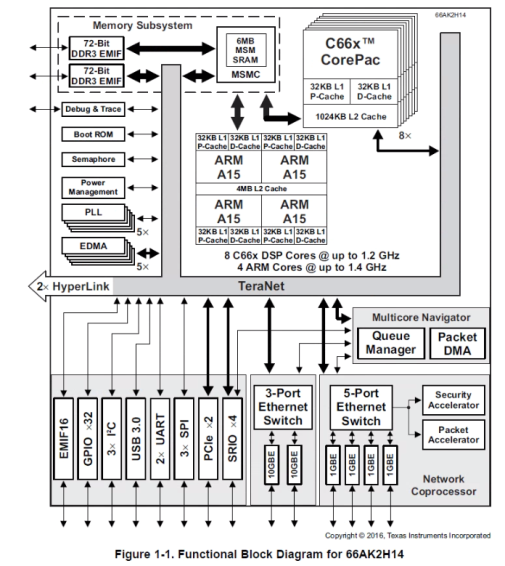 66AK2H14
Memory Subsystem
72-Bit
DDR3 EMIF
72-Bit
DDR3 EMIF
6MB
MSM
SRAM
MSMC
C66x™
CorePac
32KB L1
P-Cache
32KB L1
D-Cache
1024KB L2 Cache
8×
Debug & Trace
Boot ROM
Semaphore
Power
Management
PLL
5×
EDMA
5×
32KB L1
P-Cache
32KB L1
D-Cache
32KB L1
P-Cache
32KB L1
D-Cache
ARM
A15
ARM
A15
4MB L2 Cache
ARM
A15
ARM
A15
32KB L1
P-Cache
32KB L1
D-Cache
32KB L1
P-Cache
32KB L1
D-Cache
8 C66x DSP Cores @ up to 1.2 GHz
4 ARM Cores @ up to 1.4 GHz
2× HyperLink
TeraNet
Multicore Navigator
Queue
Manager
Packet
DMA
EMIF16
GPIO ×32
3× I²C
USB 3.0
2× UART
3× SPI
PCIe ×2
SRIO ×4
3-Port
Ethernet
Switch
10GBE
10GBE
5-Port
Ethernet
Switch
1GBE
1GBE
1GBE
1GBE
Security
Accelerator
Packet
Accelerator
Network
Coprocessor
Copyright © 2016, Texas Instruments Incorporated
Figure 1-1. Functional Block Diagram for 66AK2H14